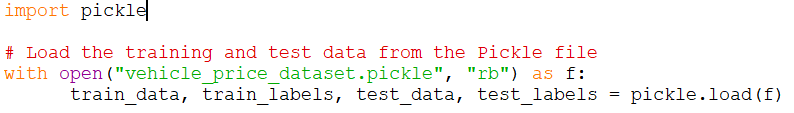 import pickle
# Load the training and test data from the Pickle file
with open("vehicle_price_dataset.pickle", "rb") as f:
      train_data, train_labels, test_data, test_labels = pickle.load(f)